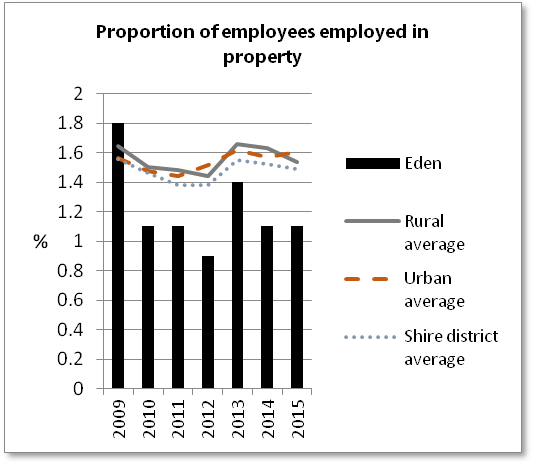 Proportion of employees employed in
property
2
1.8
1.6
1.4
1.2
1
0.8
0.6
0.4
0.2
0
%
2009
2010
2011
2012
2013
2014
2015
Eden
Rural
average
Urban
average
Shire district
average